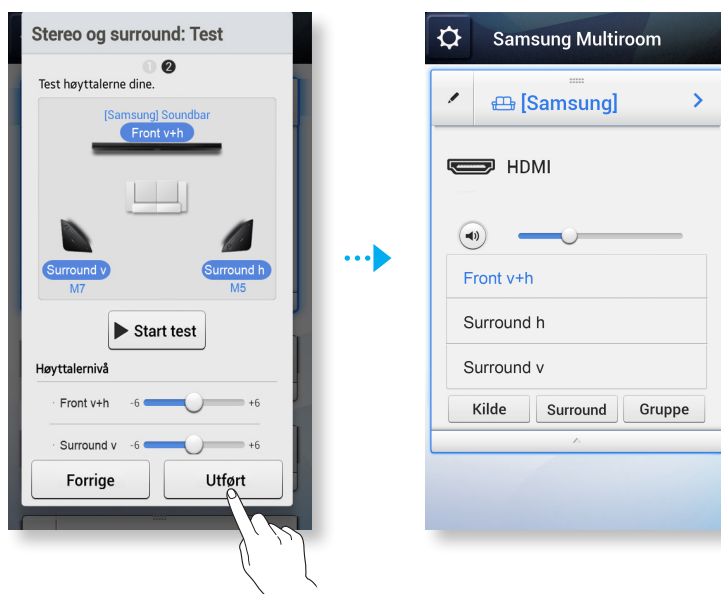 Stereo og surround: Test
1 2
Test høyttalerne dine.
[Samsung] Soundbar
Front v+h
Surround v
Surround h
M7
M5
Start test
Høyttalernivå
· Front v+h -6 +6
· Surround v -6 +6
Forrige
Utført
Samsung Multiroom
[Samsung]
HDMI
Front v+h
Surround h
Surround v
Kilde
Surround
Gruppe